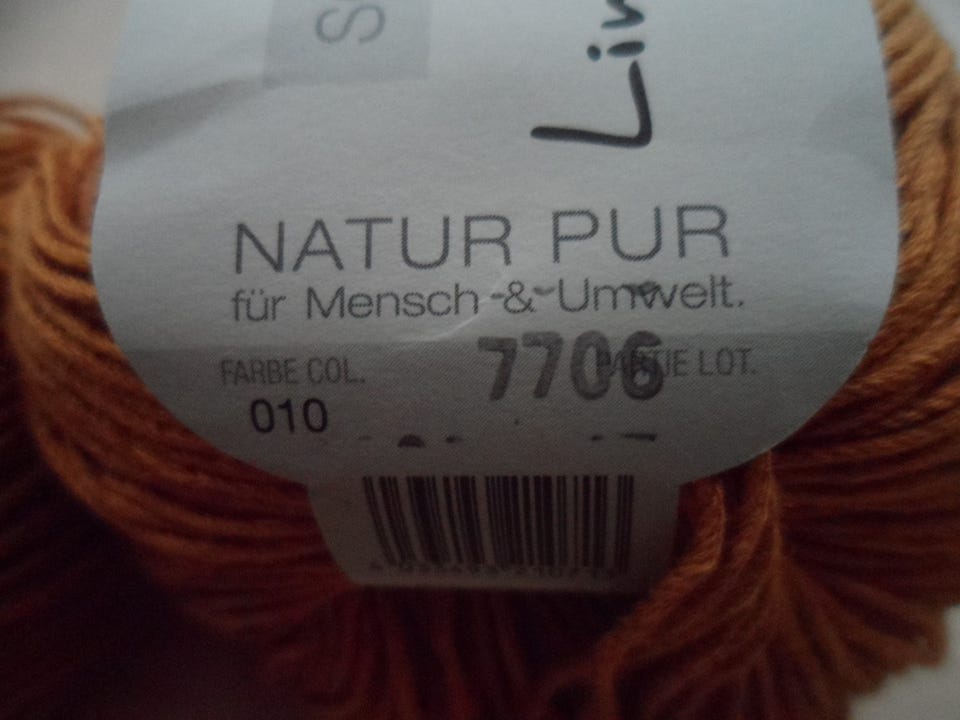 NATUR PUR
für Mensch & Umwelt.
FARBE COL. 7706 PARTIE LOT.
010